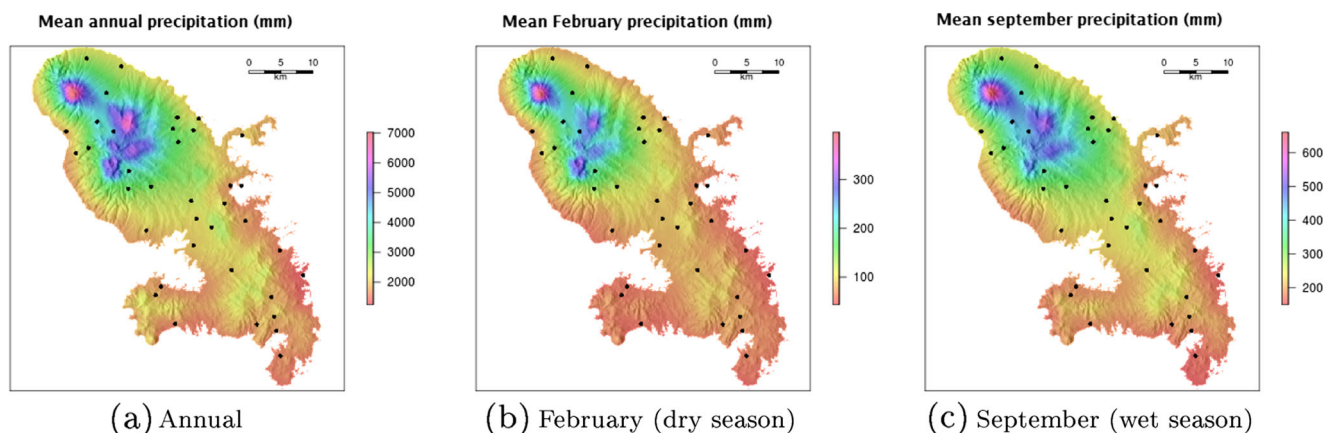 Mean annual precipitation (mm)
0 5 10
km
7000
6000
5000
4000
3000
2000
(a) Annual
Mean February precipitation (mm)
0 5 10
km
300
200
100
(b) February (dry season)
Mean september precipitation (mm)
0 5 10
km
600
500
400
300
200
(c) September (wet season)